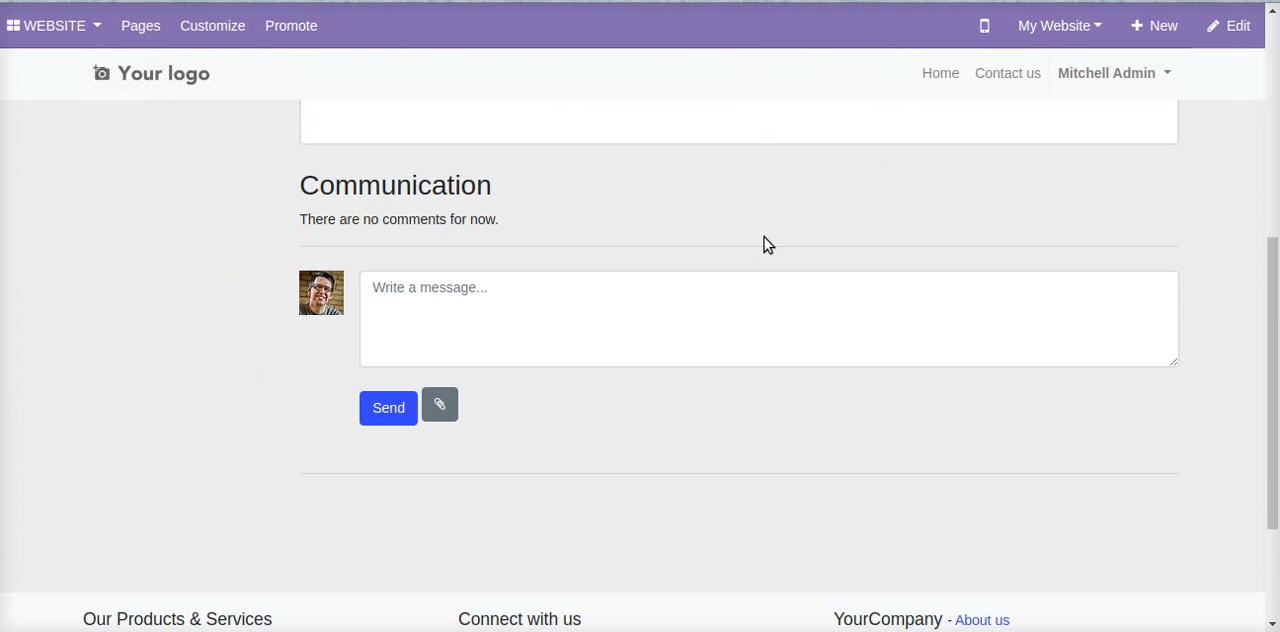 WEBSITE Pages Customize Promote My Website New Edit
Your logo Home Contact us Mitchell Admin
Communication
There are no comments for now.
Write a message...
Send
Our Products & Services Connect with us YourCompany - About us